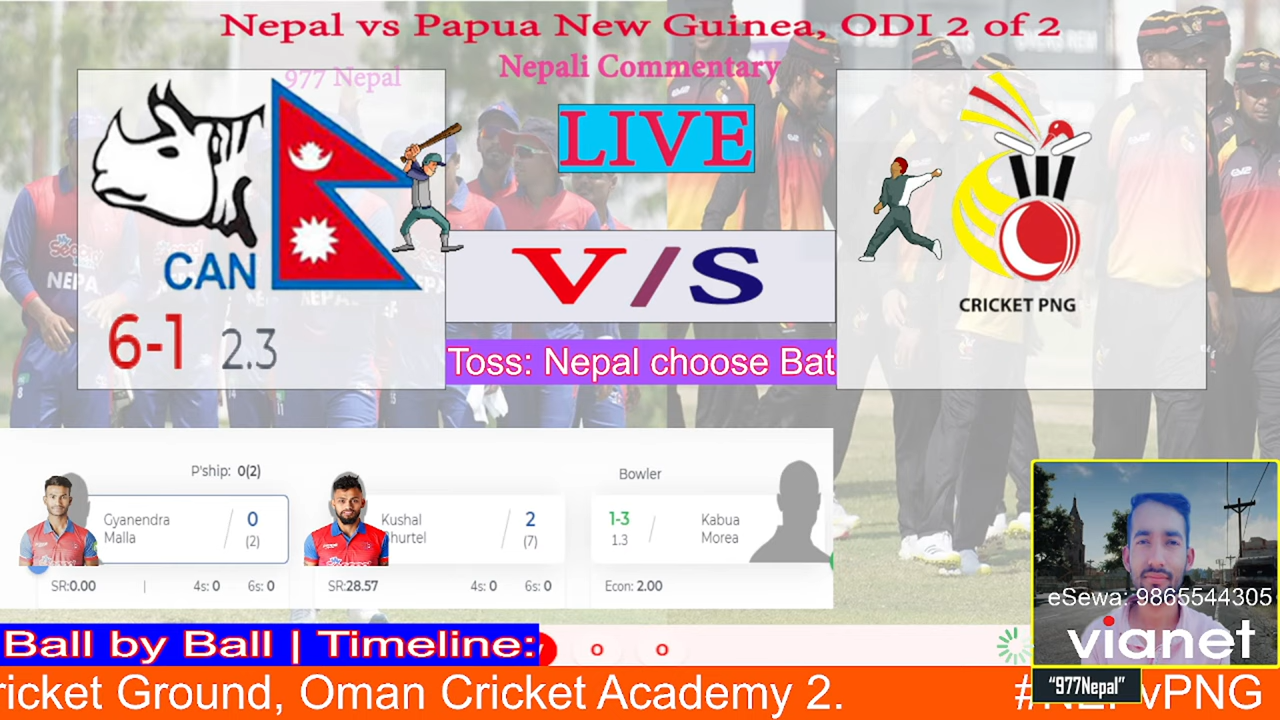 Nepal vs Papua New Guinea, ODI 2 of 2
Nepali Commentary
977 Nepal
LIVE
CAN
V/S
CRICKET PNG
6-1 2.3
Toss: Nepal choose Bat
NEPAL
P'ship: 0(2)
Bowler
Gyanendra
Malla
0
(2)
Kushal
hurtel
2
(7)
1-3
1.3
Kabua
Morea
SR:0.00 | 4s: 0 6s: 0
SR:28.57 4s: 0 6s: 0
Econ: 2.00
eSewa: 9865544305
vianet
"977Nepal"
Ball by Ball | Timeline:
0 0
ricket Ground, Oman Cricket Academy 2.
vPNG